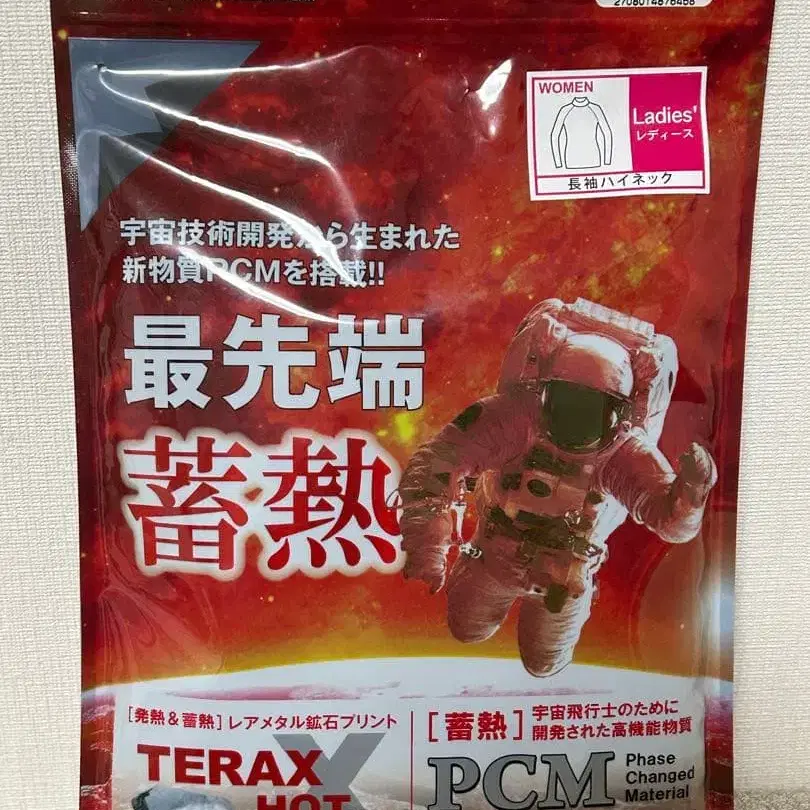 2708014876468
WOMEN
Ladies'
レディース
長袖ハイネック
宇宙技術開発から生まれた
新物質PCMを搭載!!
最先端
蓄熱
[発熱&蓄熱]レアメタル鉱石プリント
TERAX
HOT
X
[蓄熱]
宇宙飛行士のために
開発された高機能物質
PCM
Phase
Changed
Material